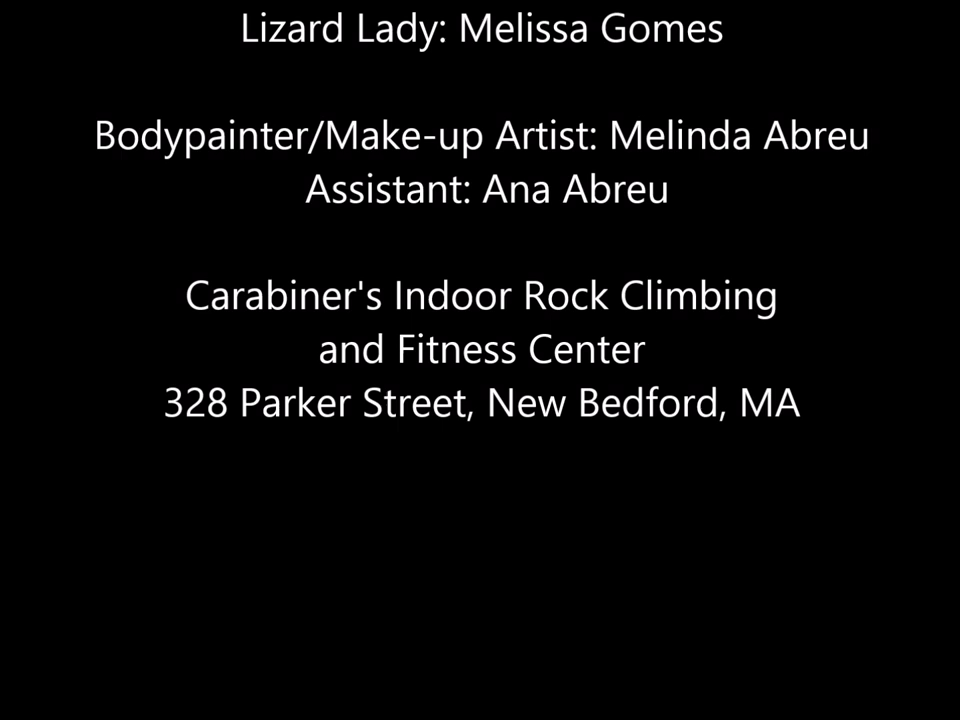 Lizard Lady: Melissa Gomes
Bodypainter/Make-up Artist: Melinda Abreu
Assistant: Ana Abreu
Carabiner's Indoor Rock Climbing
and Fitness Center
328 Parker Street, New Bedford, MA